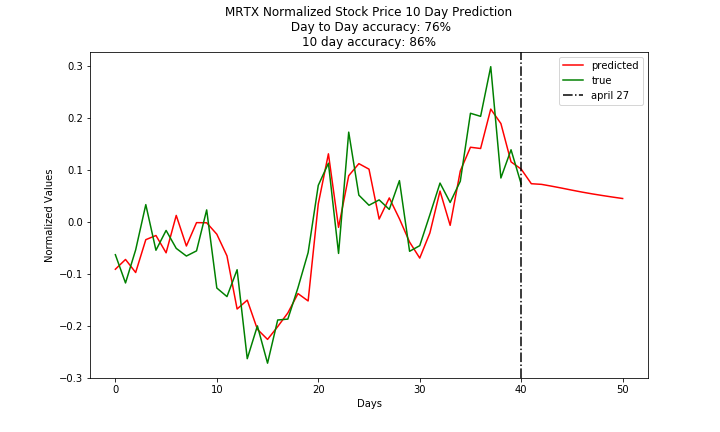 MRTX Normalized Stock Price 10 Day Prediction
Day to Day accuracy: 76%
10 day accuracy: 86%
predicted
true
april 27
0.3
0.2
0.1
0.0
−0.1
−0.2
−0.3
Normalized Values
0 10 20 30 40 50
Days